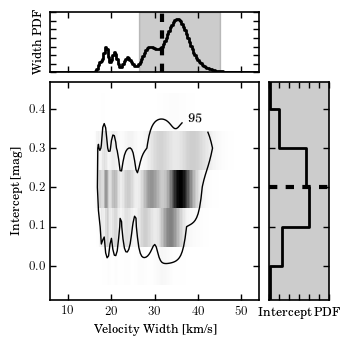 Width PDF
95
0.4
0.3
0.2
0.1
0.0
Intercept [mag]
10 20 30 40 50
Velocity Width [km/s]
Intercept PDF